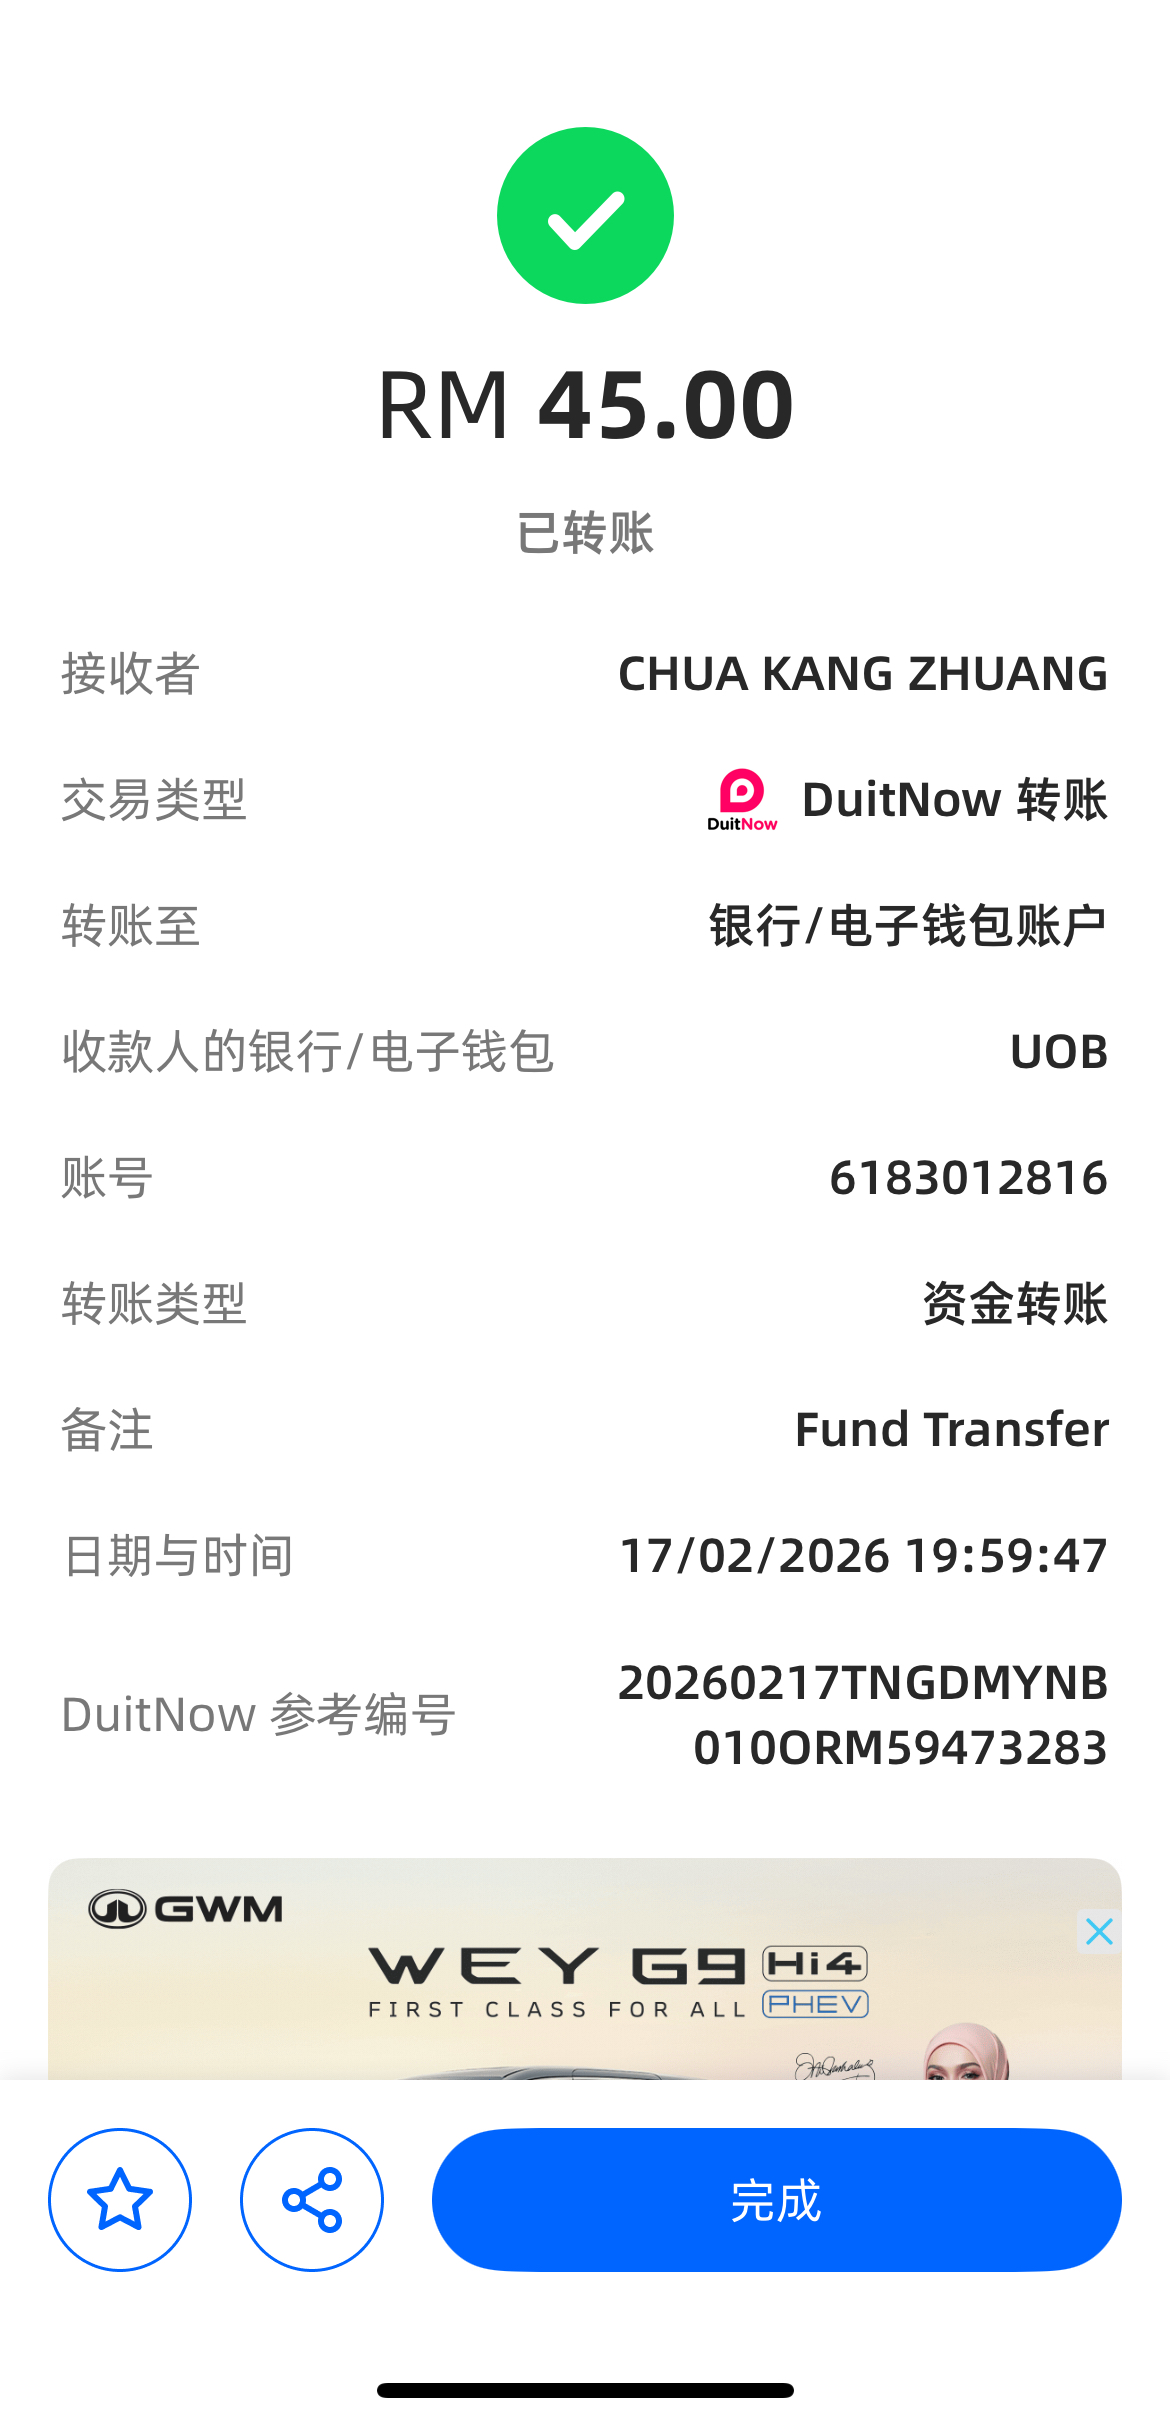 RM 45.00
已转账
接收者 CHUA KANG ZHUANG
交易类型 DuitNow DuitNow 转账
转账至 银行/电子钱包账户
收款人的银行/电子钱包 UOB
账号 6183012816
转账类型 资金转账
备注 Fund Transfer
日期与时间 17/02/2026 19:59:47
DuitNow 参考编号 20260217TNGDMYNB
010ORM59473283
GWM
WEY G9 Hi4
FIRST CLASS FOR ALL PHEV
完成